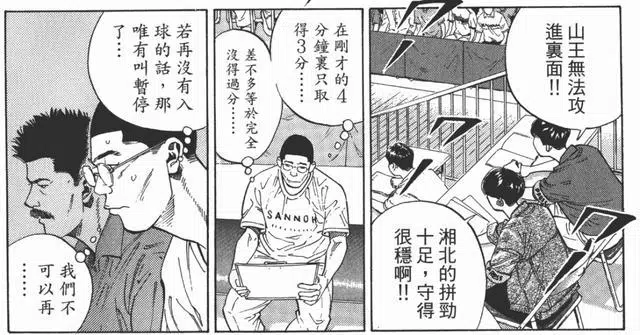 山王無法攻
進裏面!!
湘北的拼勁
十足，守得
很穩啊!!
在剛才的4
分鐘裏只取
得3分……
差不多等於完全
沒得過分……
SANNOH
若再沒有入
球的話，那
唯有叫暫停
了……
我們不
可以再
……